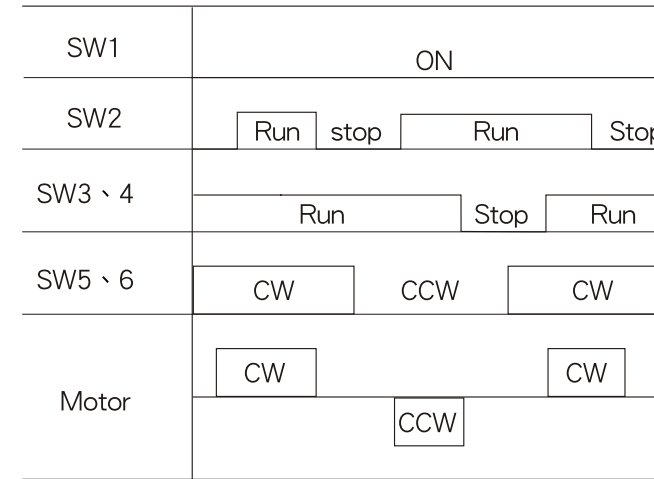 SW1 ON
SW2 Run stop Run
SW3、4 Run Stop Run
SW5、6 CW CCW CW
Motor CW CW
CCW